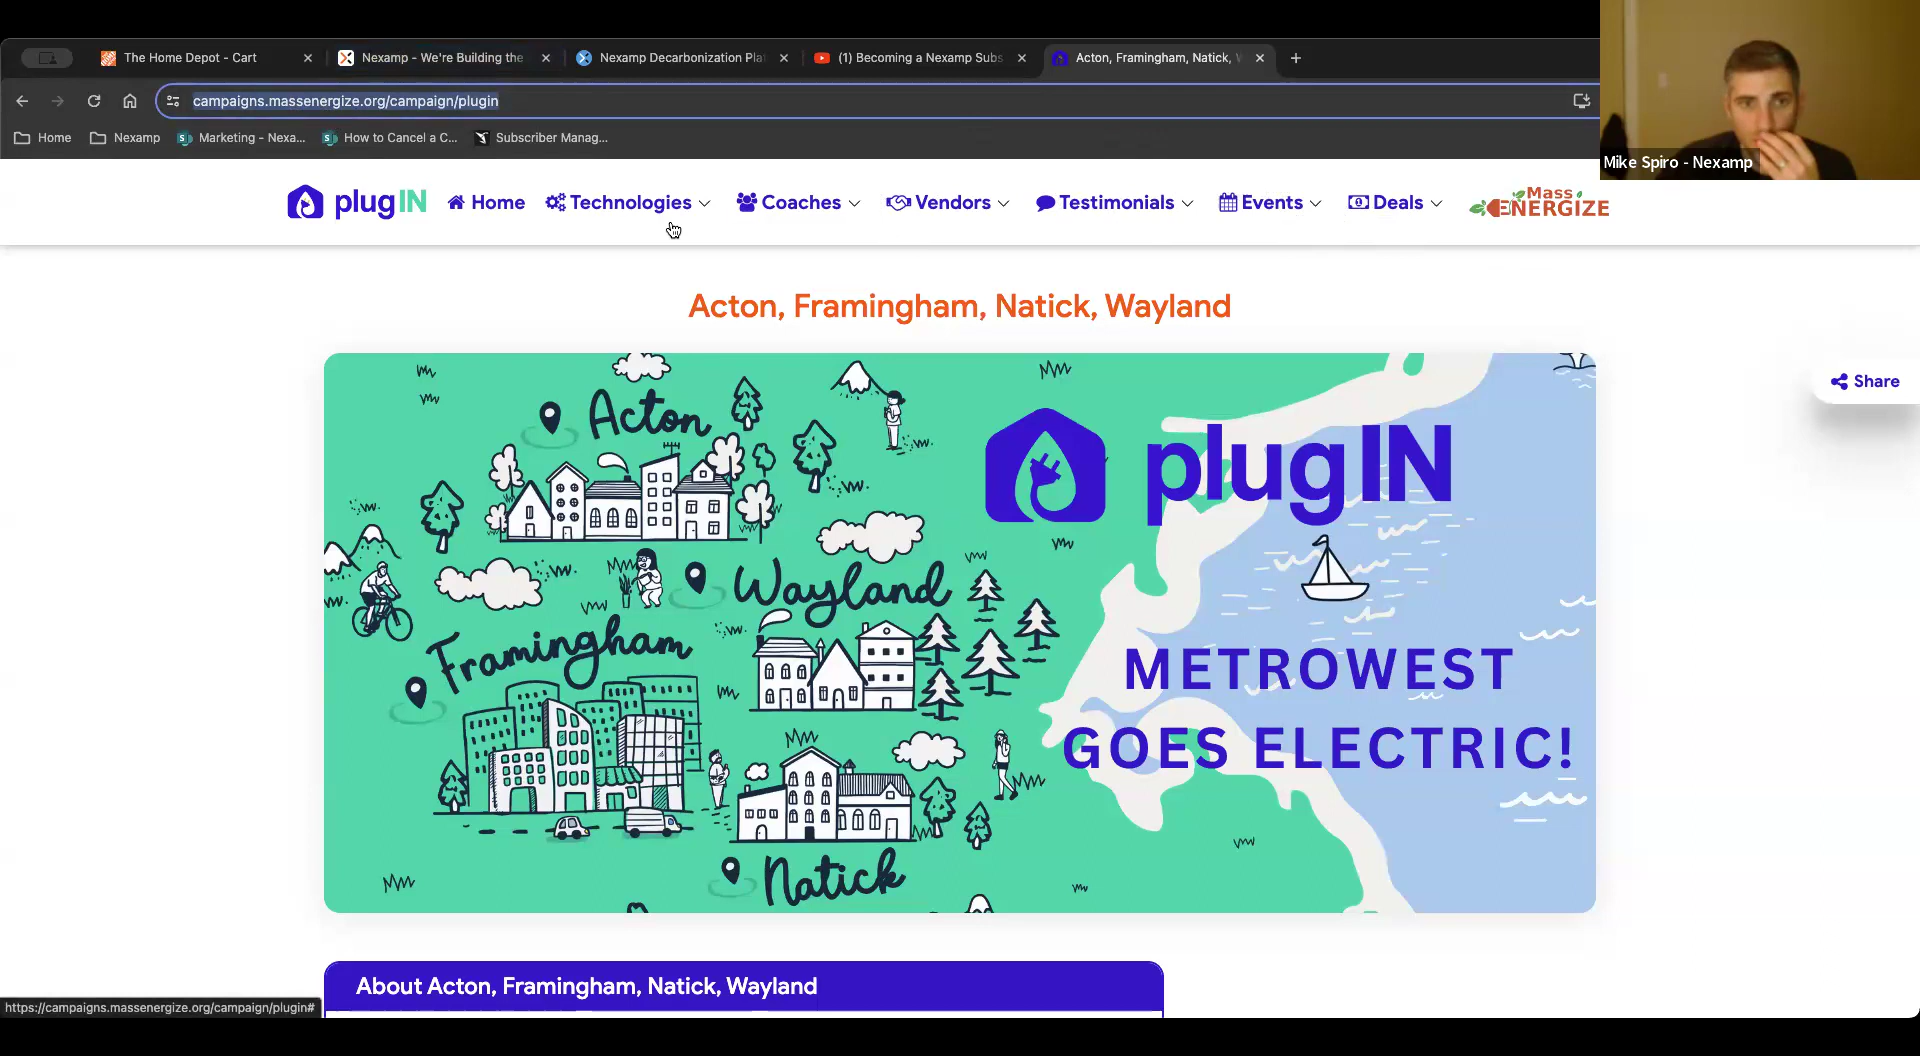 The Home Depot - Cart
Nexamp - We're Building the
Nexamp Decarbonization Pla
(1) Becoming a Nexamp Subs
Acton, Framingham, Natick, W
campaigns.massenergize.org/campaign/plugin
Home
Nexamp
Marketing - Nexa...
How to Cancel a C...
Subscriber Manag...
Mike Spiro - Nexamp
plugIN
Home
Technologies
Coaches
Vendors
Testimonials
Events
Deals
Mass
ENERGIZE
Acton, Framingham, Natick, Wayland
Share
Acton
plugIN
Wayland
Framingham
METROWEST
GOES ELECTRIC!
Natick
About Acton, Framingham, Natick, Wayland
https://campaigns.massenergize.org/campaign/plugin#